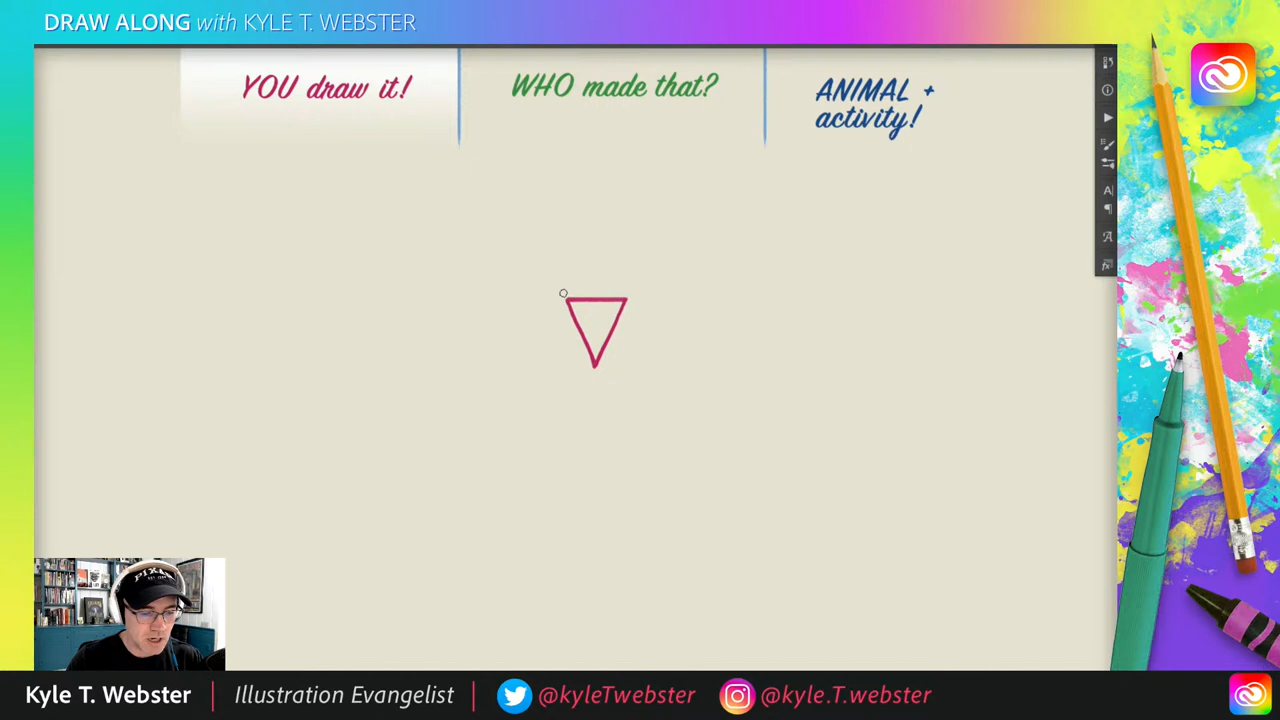 DRAW ALONG with KYLE T. WEBSTER
YOU draw it!
WHO made that?
ANIMAL +
activity!
PIXAR
Kyle T. Webster
Illustration Evangelist
@kyleTwebster
@kyle.T.webster